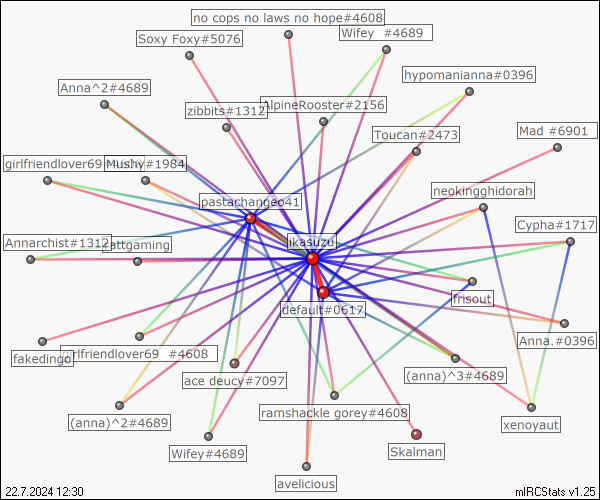 no cops no laws no hope#4608
Soxy Foxy#5076
Wifey #4689
hypomanianna#0396
Anna^2#4689
zibbits#1312
AlpineRooster#2156
Toucan#2473
Mad #6901
girlfriendlover69
Mushy#1984
pastachangeo41
neokingghidorah
Cypha#1717
Annarchist#1312
attgaming
ikasuzu
default#0617
frisout
Anna.#0396
fakedingo
girlfriendlover69 #4608
ace deucy#7097
(anna)^3#4689
ramshackle gorey#4608
(anna)^2#4689
xenoyaut
Wifey#4689
Skalman
avelicious
22.7.2024 12:30
mIRCStats v1.25